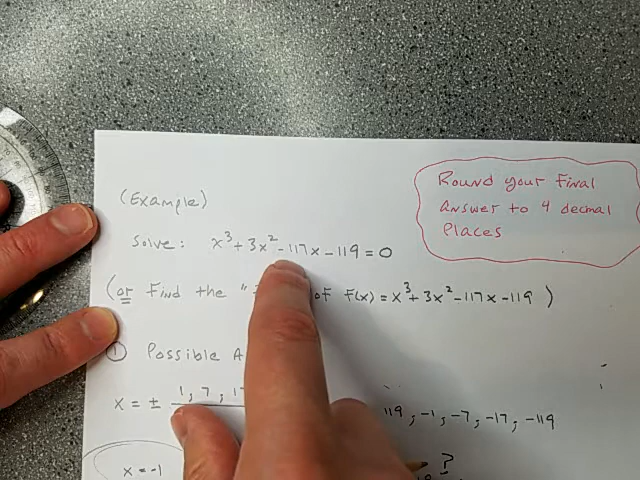 (Example)
Round your Final
Answer to 4 decmal
Places
Solve: x³+3x²-117x-119=0
(or Find the of f(x)=x³+3x²-117x-119)
① Possible
x = ± 1, 7, 119, -1, -7, -17, -119
x = -1 ?